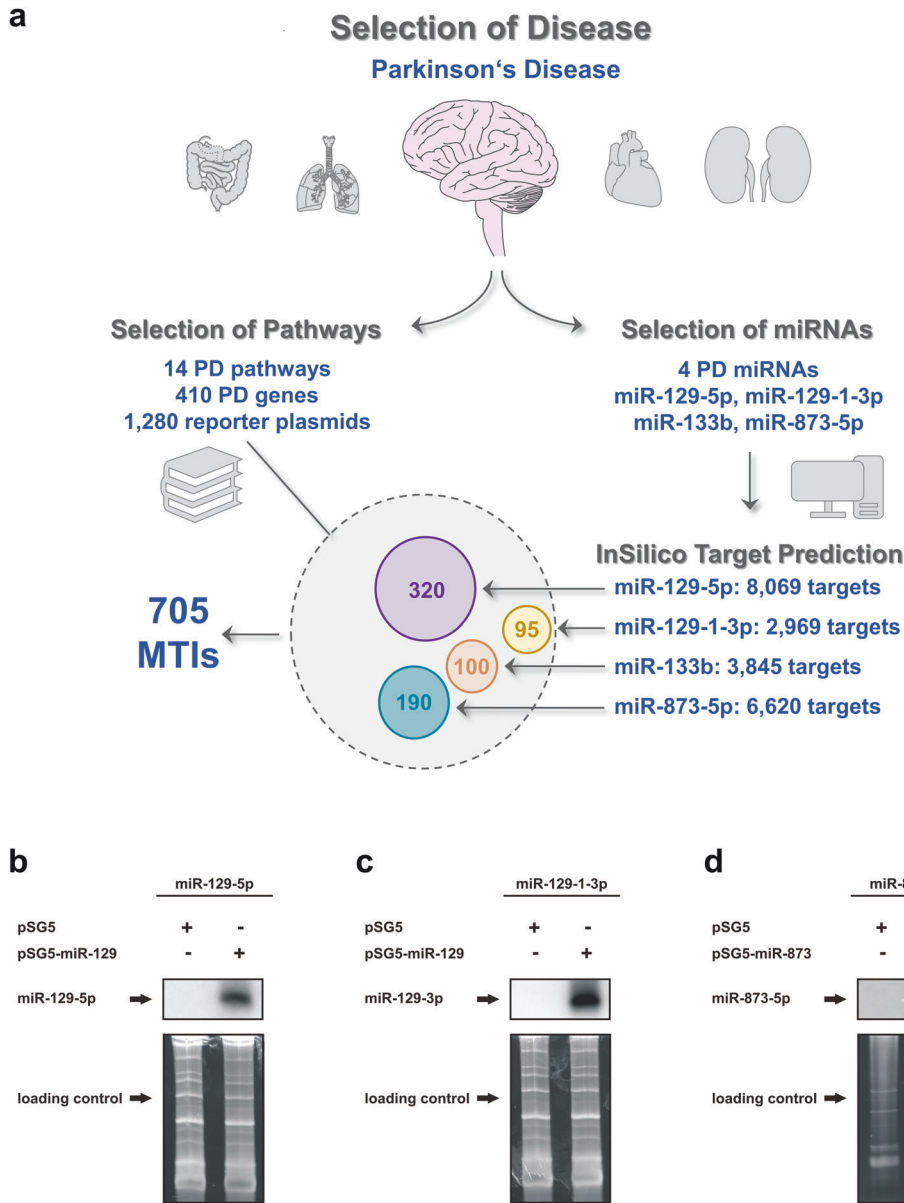 a
Selection of Disease
Parkinson‘s Disease
Selection of Pathways
14 PD pathways
410 PD genes
1,280 reporter plasmids
Selection of miRNAs
4 PD miRNAs
miR-129-5p, miR-129-1-3p
miR-133b, miR-873-5p
InSilico Target Prediction
320
miR-129-5p: 8,069 targets
705
MTIs
95
miR-129-1-3p: 2,969 targets
100
miR-133b: 3,845 targets
190
miR-873-5p: 6,620 targets
b
miR-129-5p
pSG5 + -
pSG5-miR-129 - +
miR-129-5p
loading control
c
miR-129-1-3p
pSG5 + -
pSG5-miR-129 - +
miR-129-3p
loading control
d
miR-8
pSG5 +
pSG5-miR-873 -
miR-873-5p
loading control